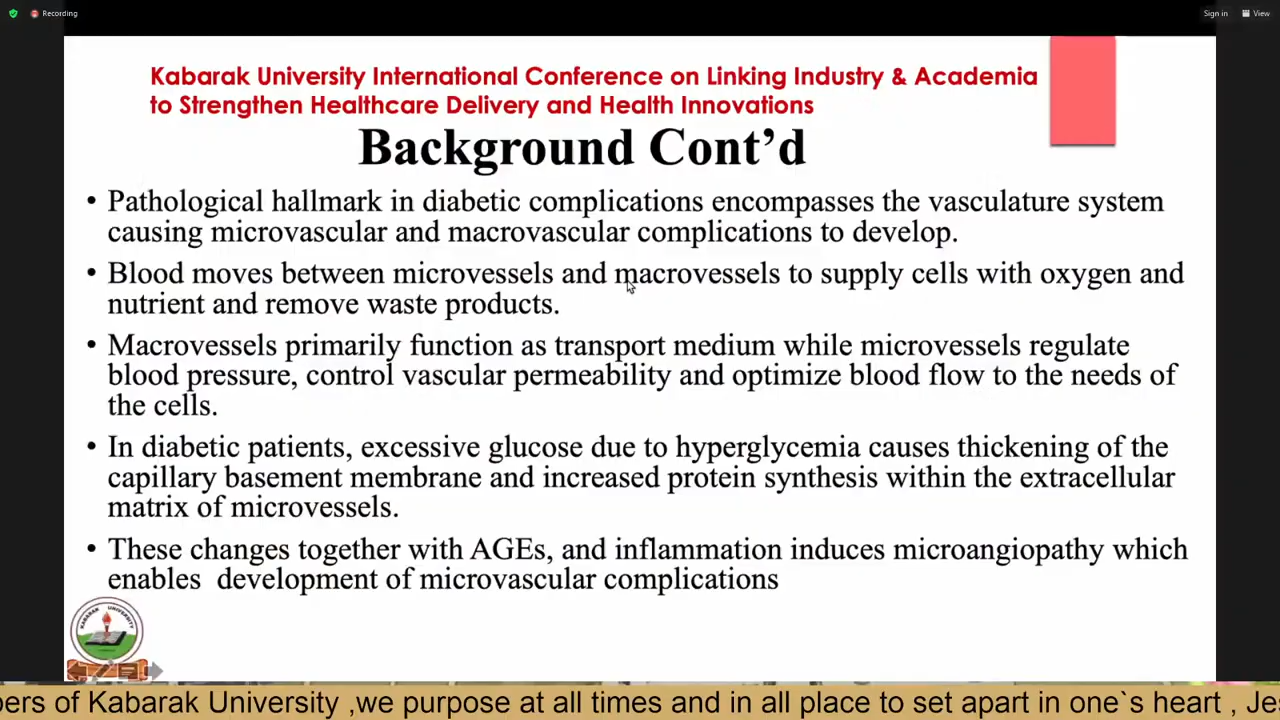 Recording
Sign in
View
Kabarak University International Conference on Linking Industry & Academia
to Strengthen Healthcare Delivery and Health Innovations
Background Cont’d
• Pathological hallmark in diabetic complications encompasses the vasculature system
causing microvascular and macrovascular complications to develop.
• Blood moves between microvessels and macrovessels to supply cells with oxygen and
nutrient and remove waste products.
• Macrovessels primarily function as transport medium while microvessels regulate
blood pressure, control vascular permeability and optimize blood flow to the needs of
the cells.
• In diabetic patients, excessive glucose due to hyperglycemia causes thickening of the
capillary basement membrane and increased protein synthesis within the extracellular
matrix of microvessels.
• These changes together with AGEs, and inflammation induces microangiopathy which
enables  development of microvascular complications
KABARAK UNIVERSITY
bers of Kabarak University ,we purpose at all times and in all place to set apart in one`s heart , Jes